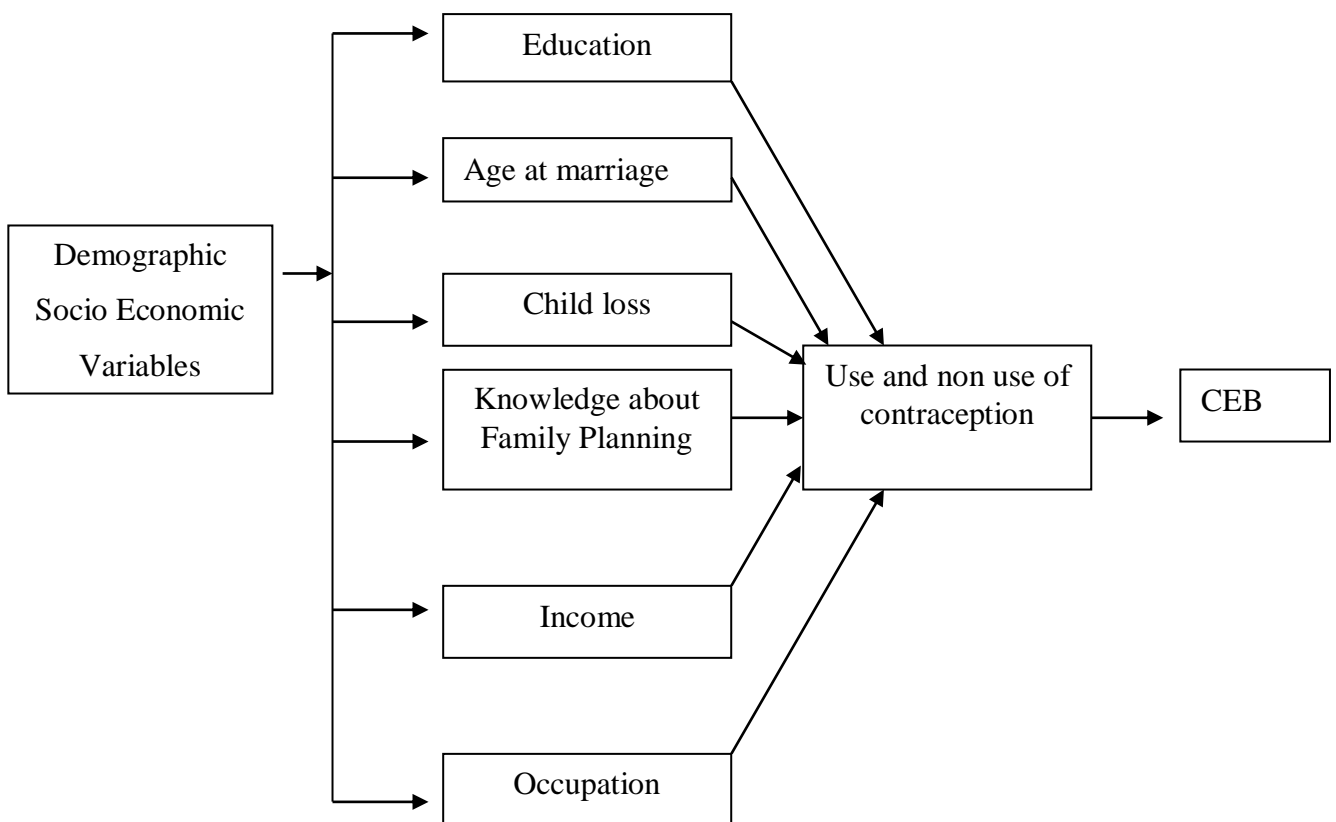 Education
Age at marriage
Demographic
Socio Economic
Variables
Child loss
Knowledge about
Family Planning
Use and non use of
contraception
CEB
Income
Occupation